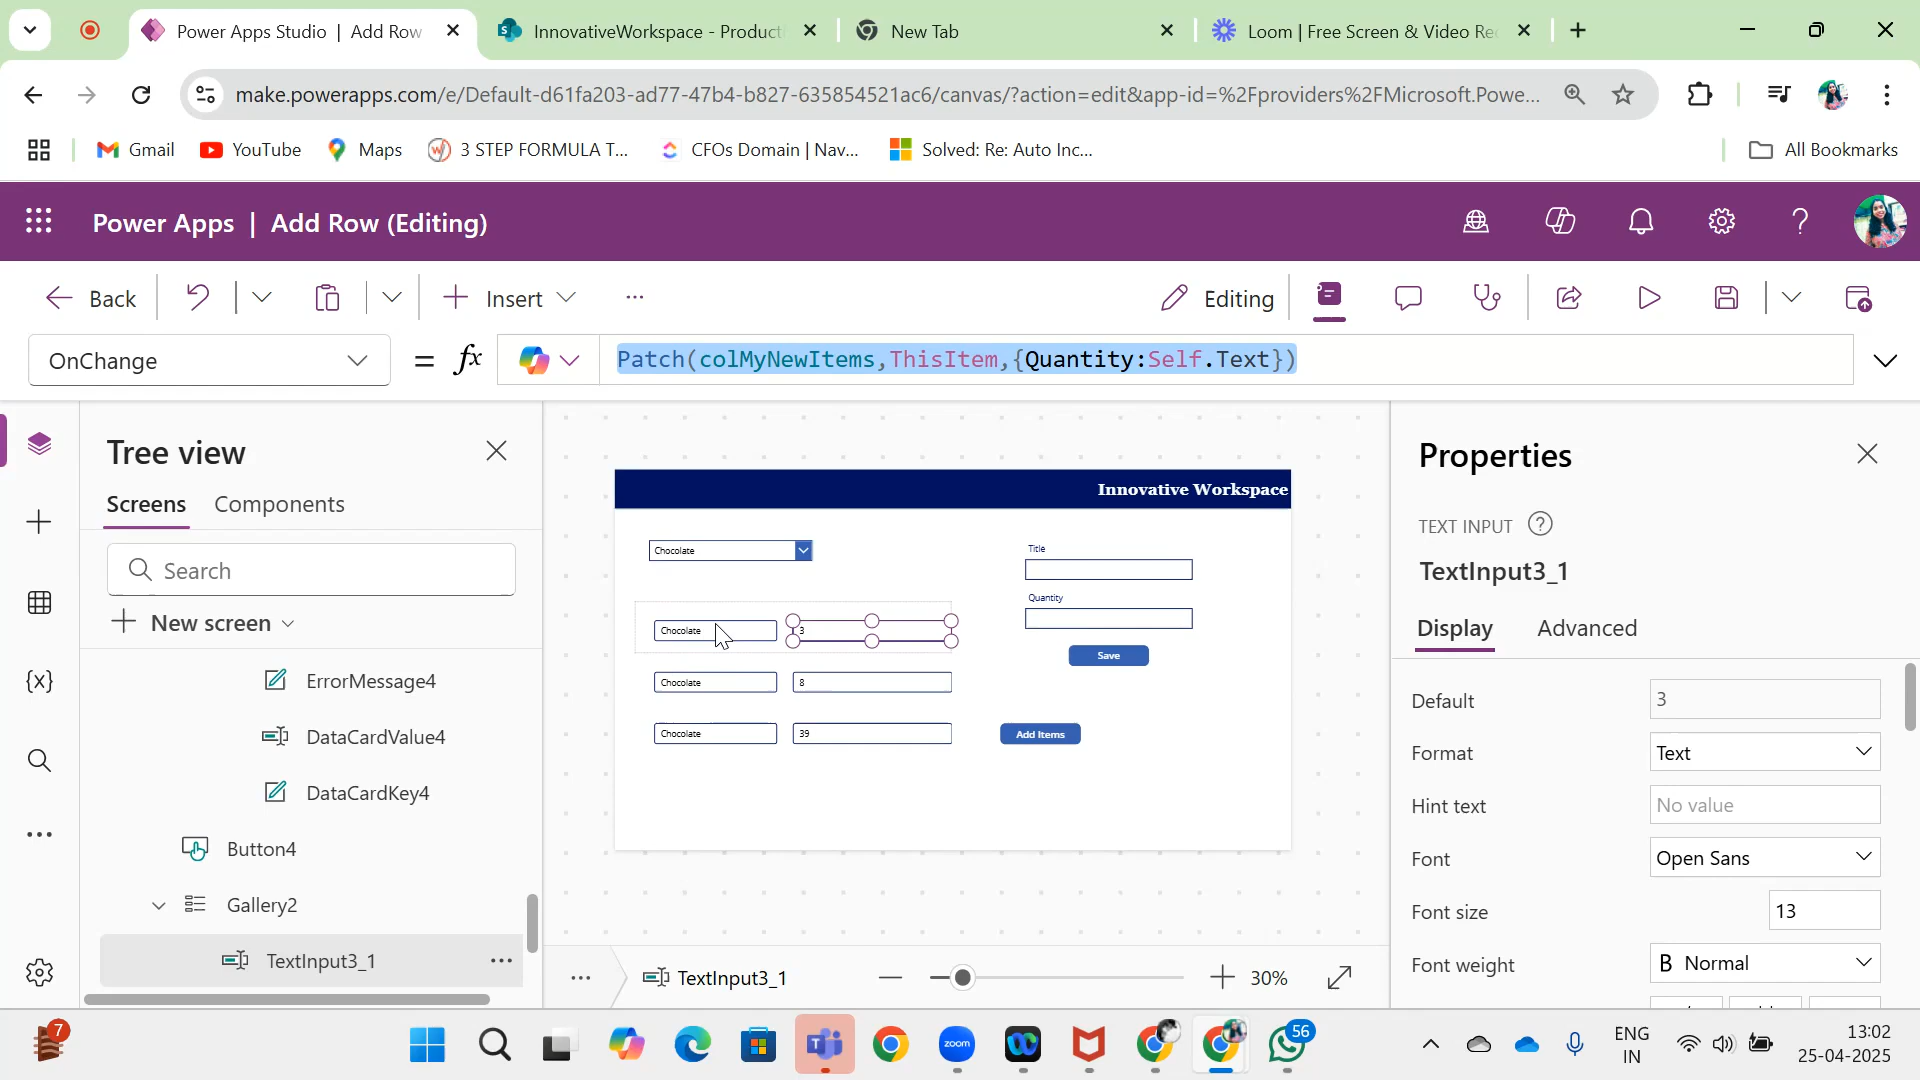 Power Apps Studio | Add Row
InnovativeWorkspace - Product
New Tab
Loom | Free Screen & Video Re
make.powerapps.com/e/Default-d61fa203-ad77-47b4-b827-635854521ac6/canvas/?action=edit&app-id=%2Fproviders%2FMicrosoft.Powe...
Gmail
YouTube
Maps
3 STEP FORMULA T...
CFOs Domain | Nav...
Solved: Re: Auto Inc...
All Bookmarks
Power Apps | Add Row (Editing)
Back
Insert
Editing
OnChange
= fx
Patch(colMyNewItems,ThisItem,{Quantity:Self.Text})
Tree view
Screens
Components
Search
New screen
ErrorMessage4
DataCardValue4
DataCardKey4
Button4
Gallery2
TextInput3_1
Innovative Workspace
Chocolate
Title
Quantity
Chocolate
3
Save
Chocolate
8
Chocolate
39
Add Items
TextInput3_1
30%
Properties
TEXT INPUT
TextInput3_1
Display
Advanced
Default
3
Format
Text
Hint text
No value
Font
Open Sans
Font size
13
Font weight
B Normal
7
zoom
56
ENG
IN
13:02
25-04-2025